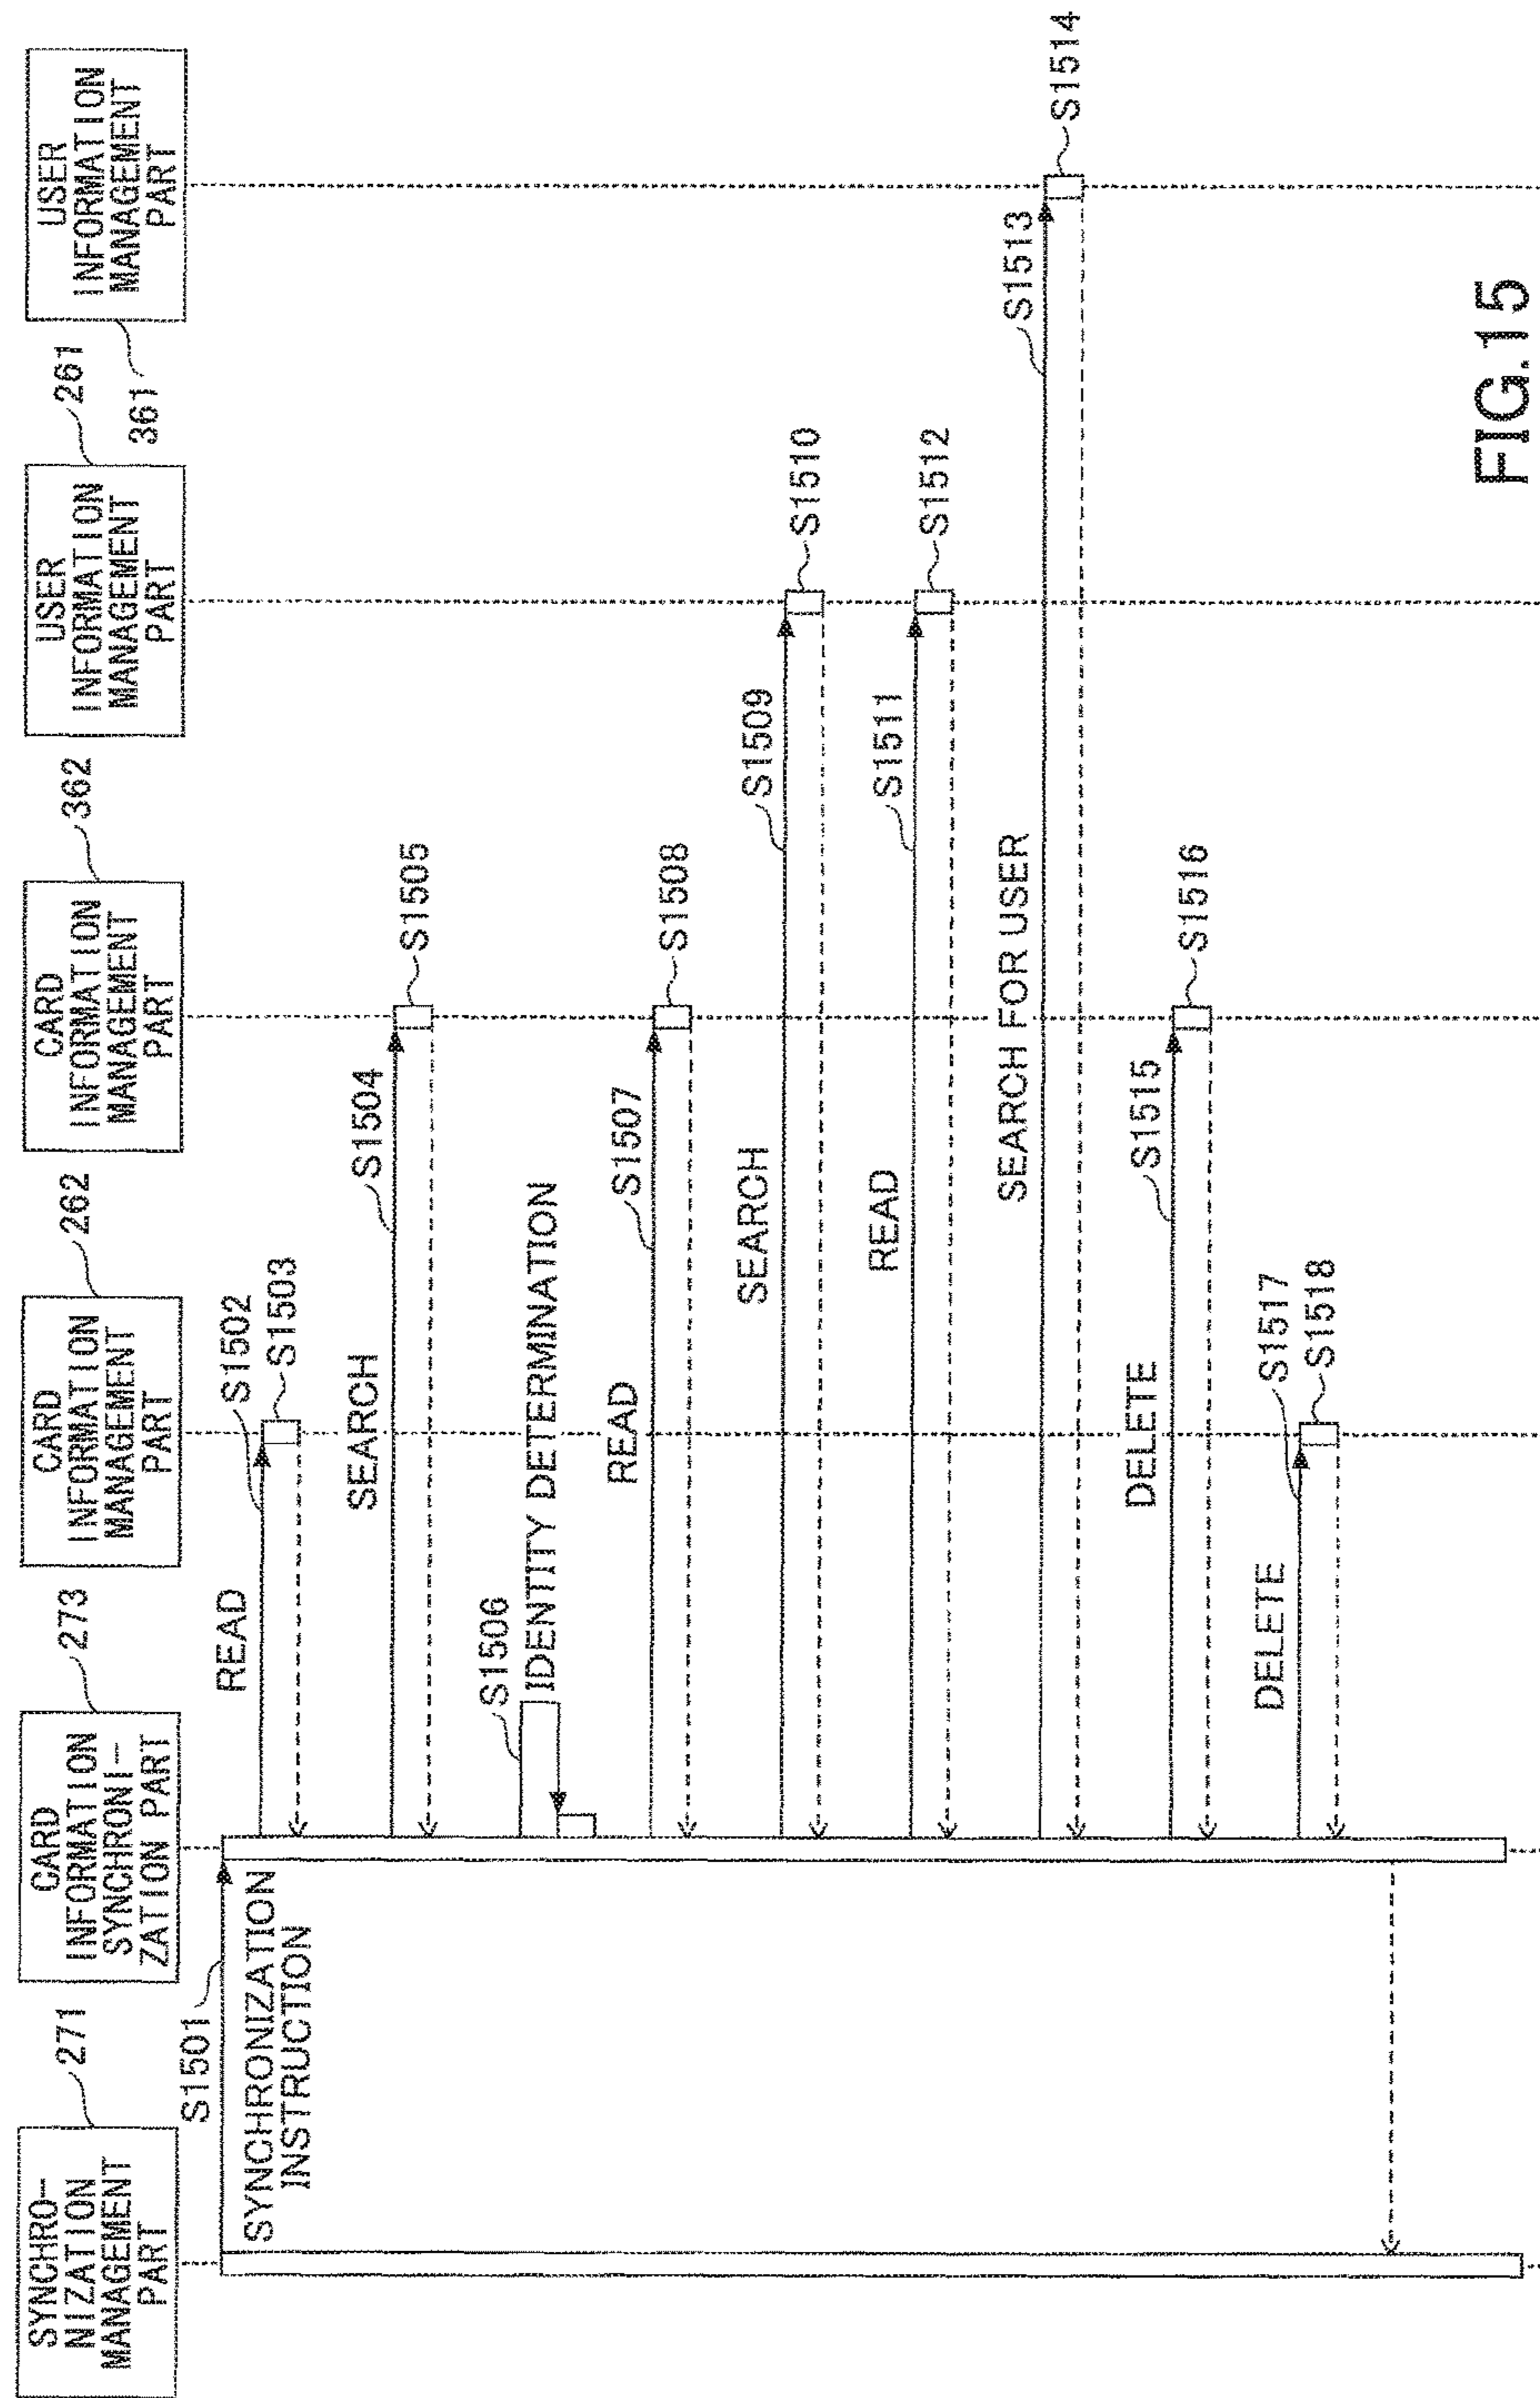 SYNCHRO-
NIZATION
MANAGEMENT
PART
271
CARD
INFORMATION
SYNCHRONI-
ZATION PART
273
CARD
INFORMATION
MANAGEMENT
PART
262
CARD
INFORMATION
MANAGEMENT
PART
362
USER
INFORMATION
MANAGEMENT
PART
261
USER
INFORMATION
MANAGEMENT
PART
361
S1501
SYNCHRONIZATION
INSTRUCTION
READ
S1502
S1503
SEARCH
S1504
S1505
S1506
IDENTITY DETERMINATION
READ
S1507
S1508
SEARCH
S1509
S1510
READ
S1511
S1512
SEARCH FOR USER
S1513
S1514
DELETE
S1515
S1516
DELETE
S1517
S1518
FIG.15